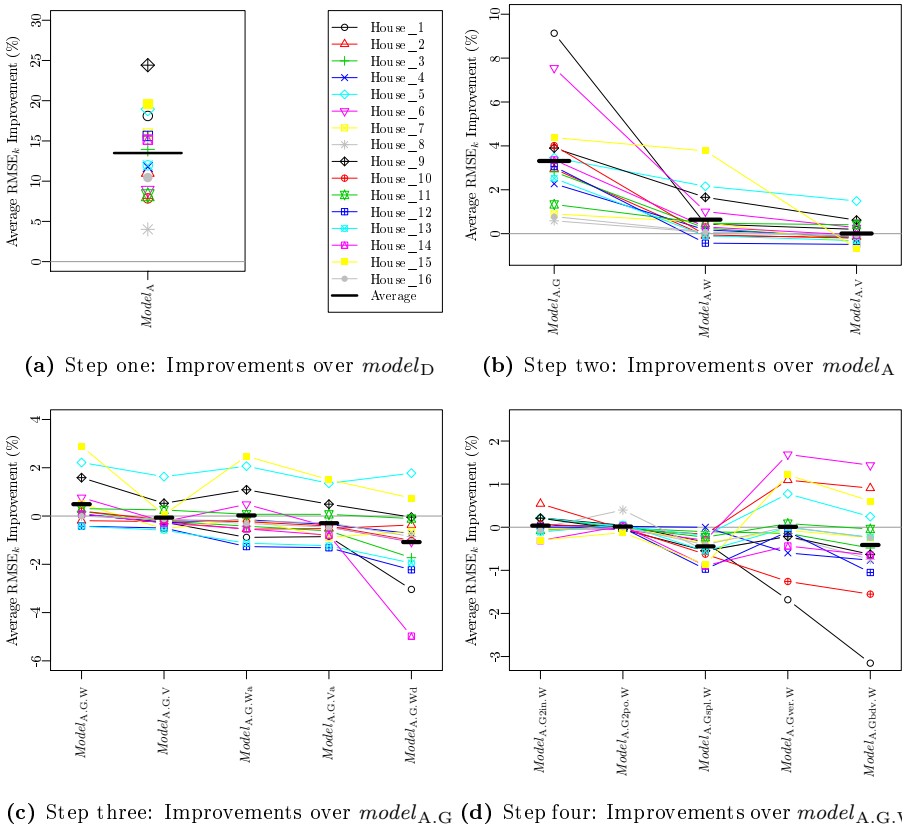 Average RMSE_k Improvement (%)
30
25
20
15
10
5
0
Model_A
House_1
House_2
House_3
House_4
House_5
House_6
House_7
House_8
House_9
House_10
House_11
House_12
House_13
House_14
House_15
House_16
Average
(a) Step one: Improvements over model_D
Average RMSE_k Improvement (%)
10
8
6
4
2
0
Model_A.G
Model_A.W
Model_A.V
(b) Step two: Improvements over model_A
Average RMSE_k Improvement (%)
4
2
0
-2
-4
-6
Model_A.G.W
Model_A.G.V
Model_A.G.Wa
Model_A.G.Va
Model_A.G.Wd
(c) Step three: Improvements over model_A.G
Average RMSE_k Improvement (%)
2
1
0
-1
-2
-3
Model_A.G2in.W
Model_A.G2po.W
Model_A.Gspl.W
Model_A.Gver.W
Model_A.Gbdv.W
(d) Step four: Improvements over model_A.G.